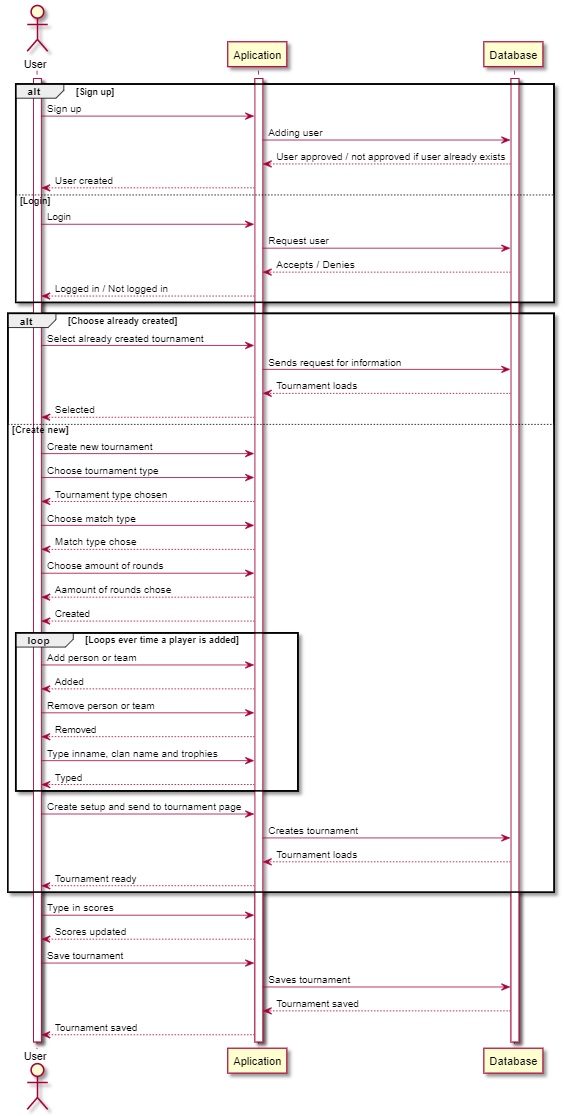 User
Aplication
Database
alt
[Sign up]
Sign up
Adding user
User approved / not approved if user already exists
User created
[Login]
Login
Request user
Accepts / Denies
Logged in / Not logged in
alt
[Choose already created]
Select already created tournament
Sends request for information
Tournament loads
Selected
[Create new]
Create new tournament
Choose tournament type
Tournament type chosen
Choose match type
Match type chose
Choose amount of rounds
Aamount of rounds chose
Created
loop
[Loops ever time a player is added]
Add person or team
Added
Remove person or team
Removed
Type inname, clan name and trophies
Typed
Create setup and send to tournament page
Creates tournament
Tournament loads
Tournament ready
Type in scores
Scores updated
Save tournament
Saves tournament
Tournament saved
Tournament saved
User
Aplication
Database